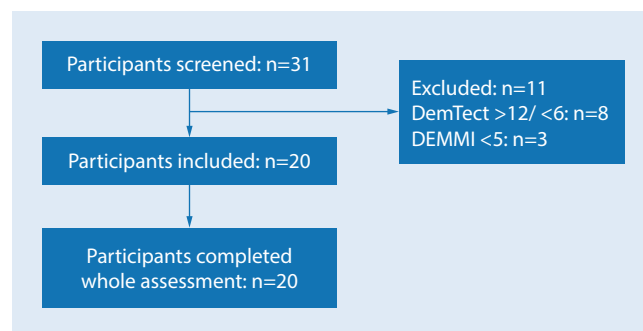 Participants screened: n=31
Excluded: n=11
DemTect >12/ <6: n=8
DEMMI <5: n=3
Participants included: n=20
Participants completed
whole assessment: n=20